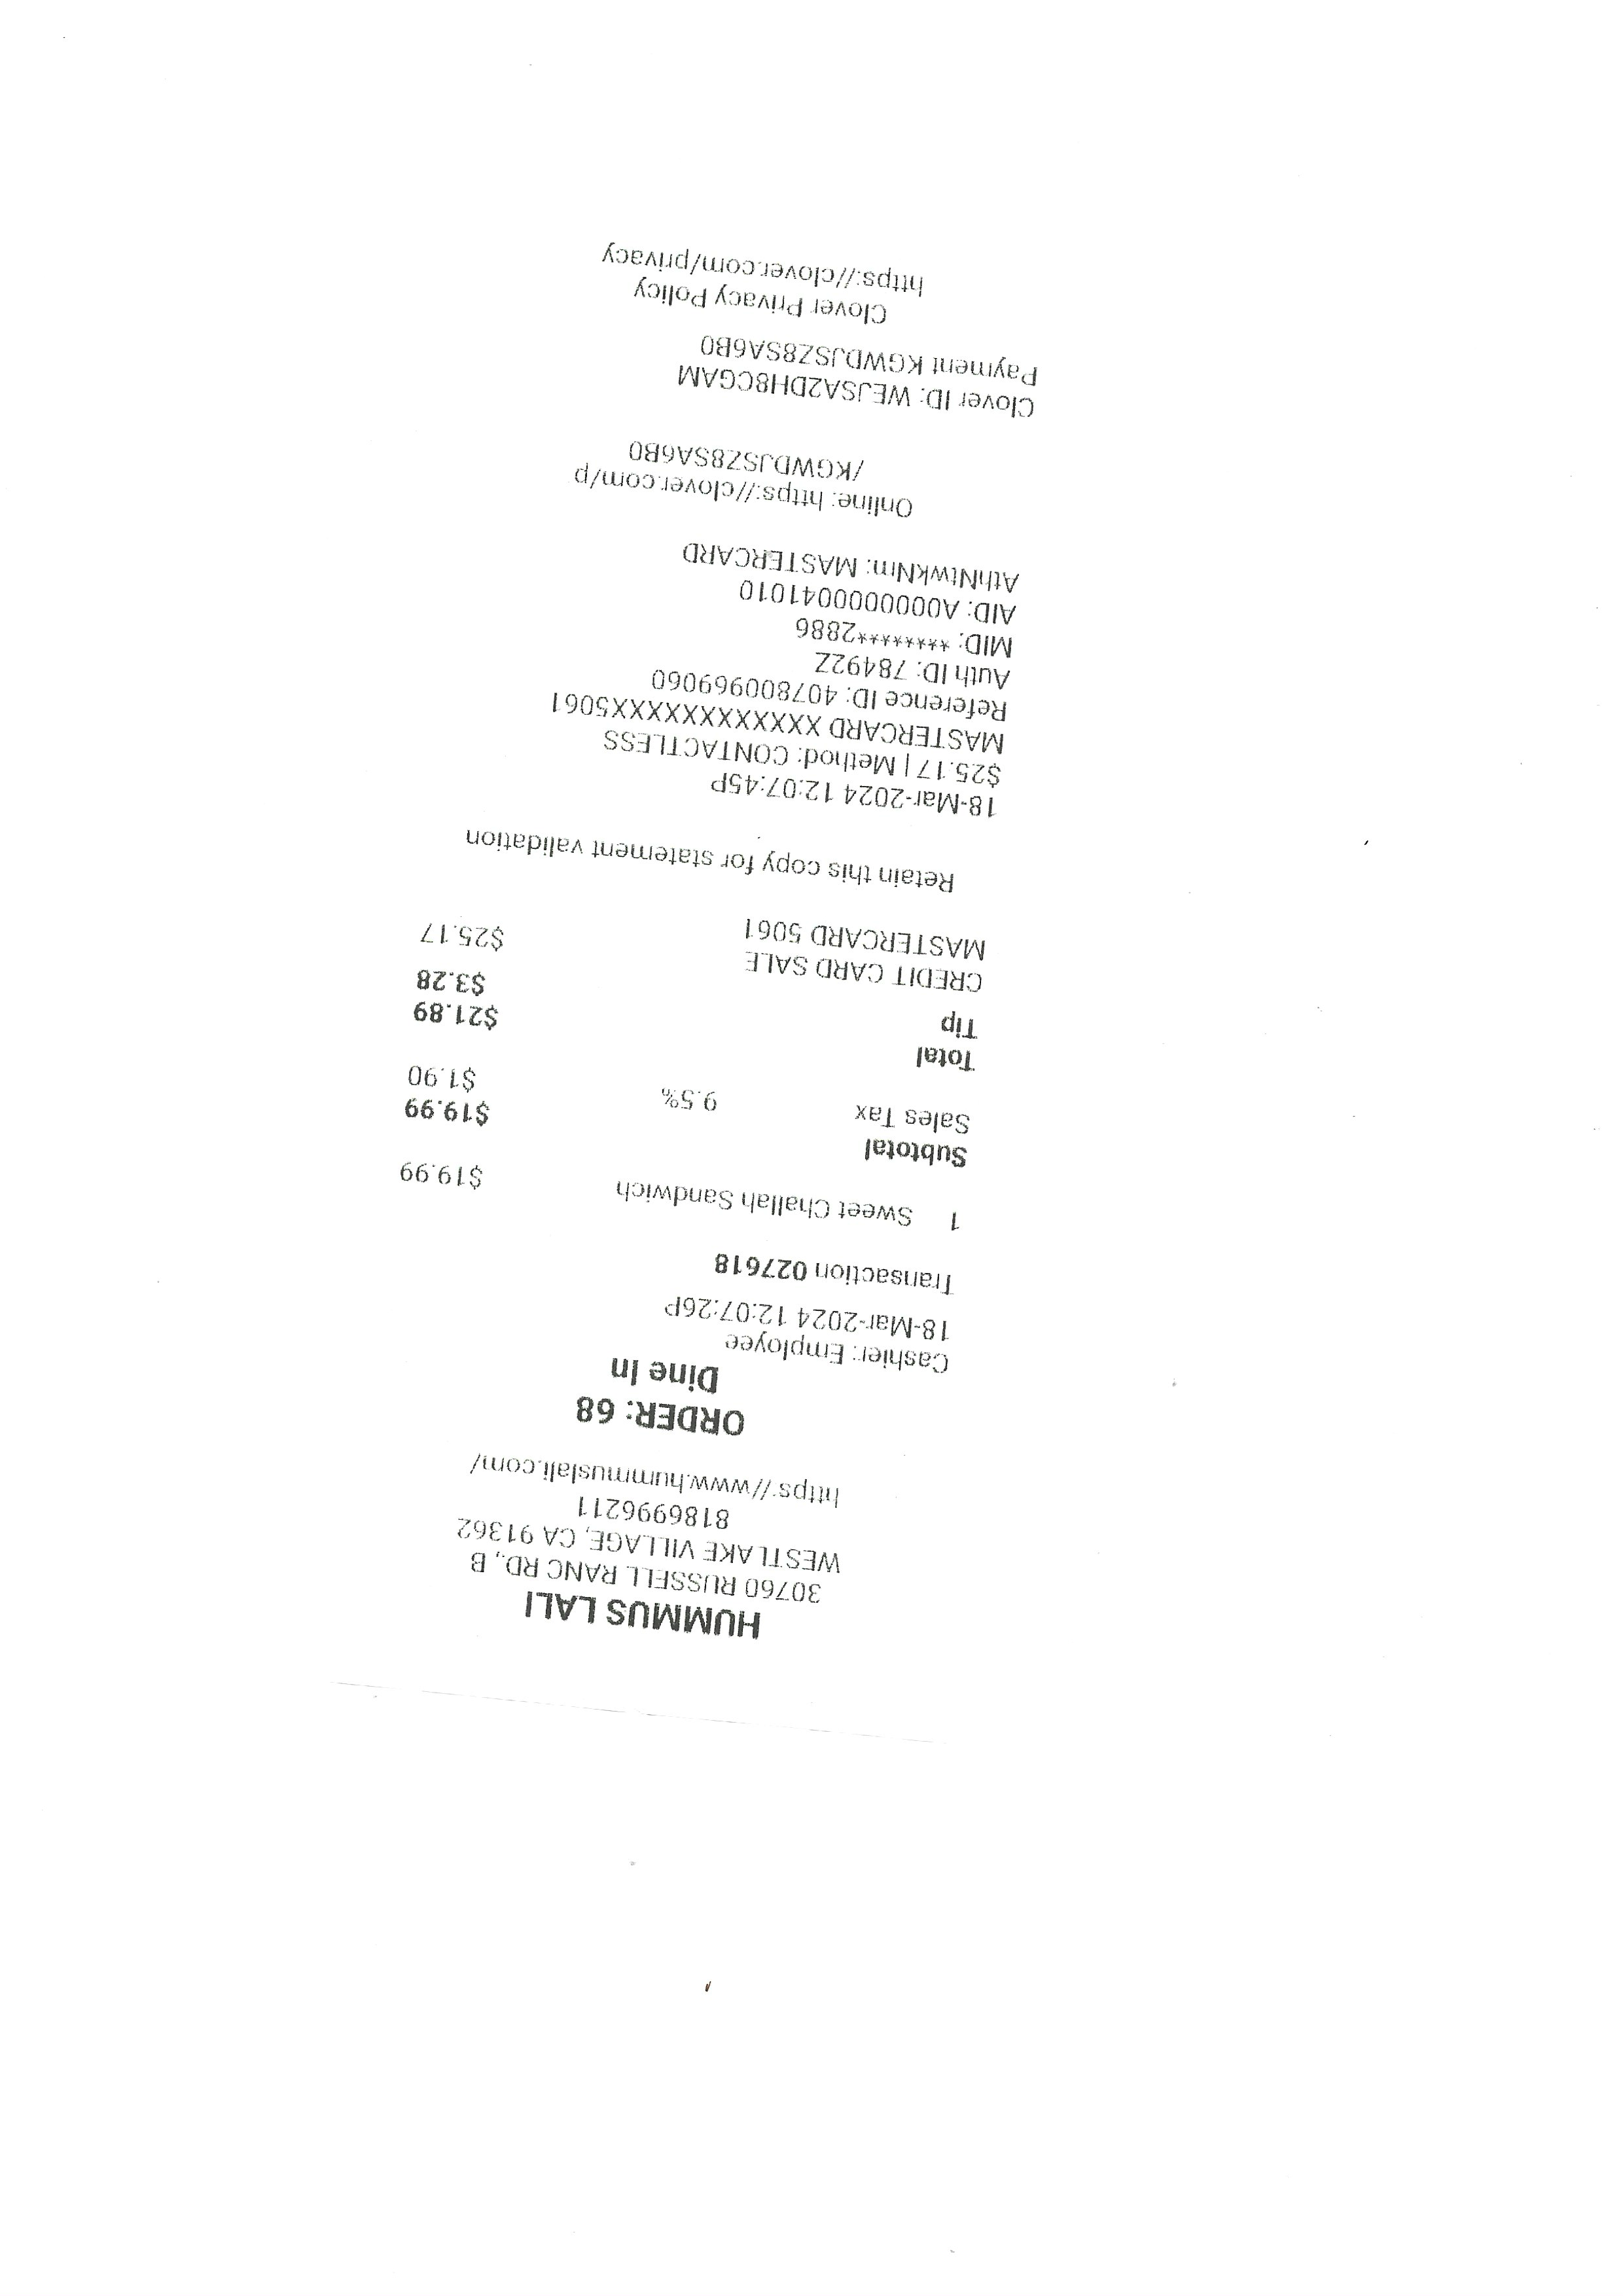 HUMMUS LALI
30760 RUSSELL RANC RD., B
WESTLAKE VILLAGE, CA 91362
8186996211
https://www.hummuslali.com/
ORDER: 68
Dine In
Cashier: Employee
18-Mar-2024 12:07:26P
Transaction 027618
1 Sweet Challah Sandwich $19.99
Subtotal $19.99
Sales Tax 9.5% $1.90
Total $21.89
Tip $3.28
CREDIT CARD SALE $25.17
MASTERCARD 5061
Retain this copy for statement validation
18-Mar-2024 12:07:45P
$25.17 | Method: CONTACTLESS
MASTERCARD XXXXXXXXXXXX5061
Reference ID: 407800969060
Auth ID: 78492Z
MID: *********2886
AID: A0000000041010
AthNtwkNm: MASTERCARD
Online: https://clover.com/p
/KGWDJSZ8SA6B0
Clover ID: WEJSA2DH8CGAM
Payment KGWDJSZ8SA6B0
Clover Privacy Policy
https://clover.com/privacy